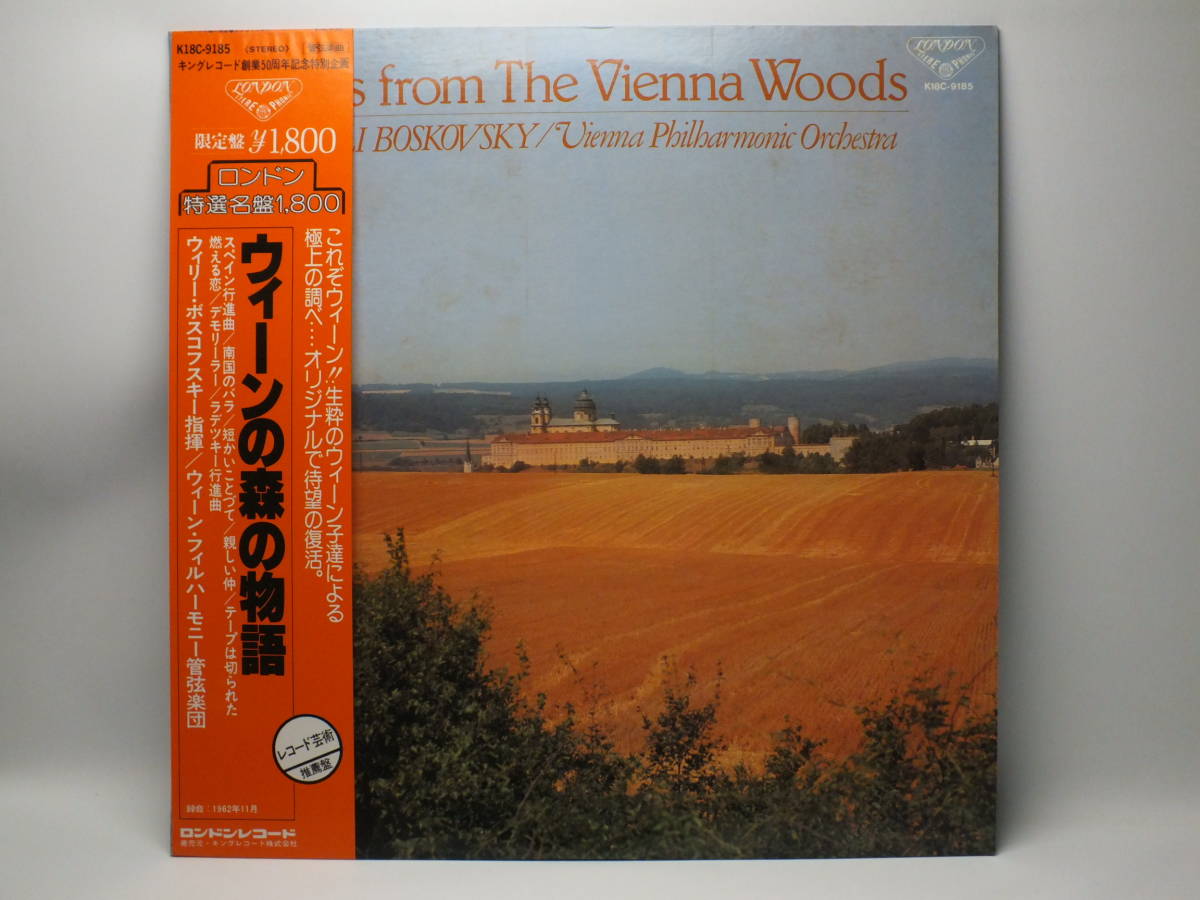 K18C-9185 〈STEREO〉 管弦楽曲
キングレコード創業50周年記念特別企画
LONDON
PHONIC
限定盤 ¥1,800
ロンドン
特選名盤1,800
これぞウィーン!!生粋のウィーン子達による
極上の調べ‥‥オリジナルで待望の復活。
ウィーンの森の物語
スペイン行進曲/南国のバラ/短かいことづて/親しい仲/テープは切られた
燃える恋/デモリーラー/ラデツキー行進曲
ウィリー・ボスコフスキー指揮/ウィーン・フィルハーモニー管弦楽団
レコード芸術
推薦盤
録音:1962年11月
ロンドンレコード
発売元・キングレコード株式会社
s from The Vienna Woods
LI BOSKOVSKY/Vienna Philharmonic Orchestra
LONDON
PHONIC
K18C-9185